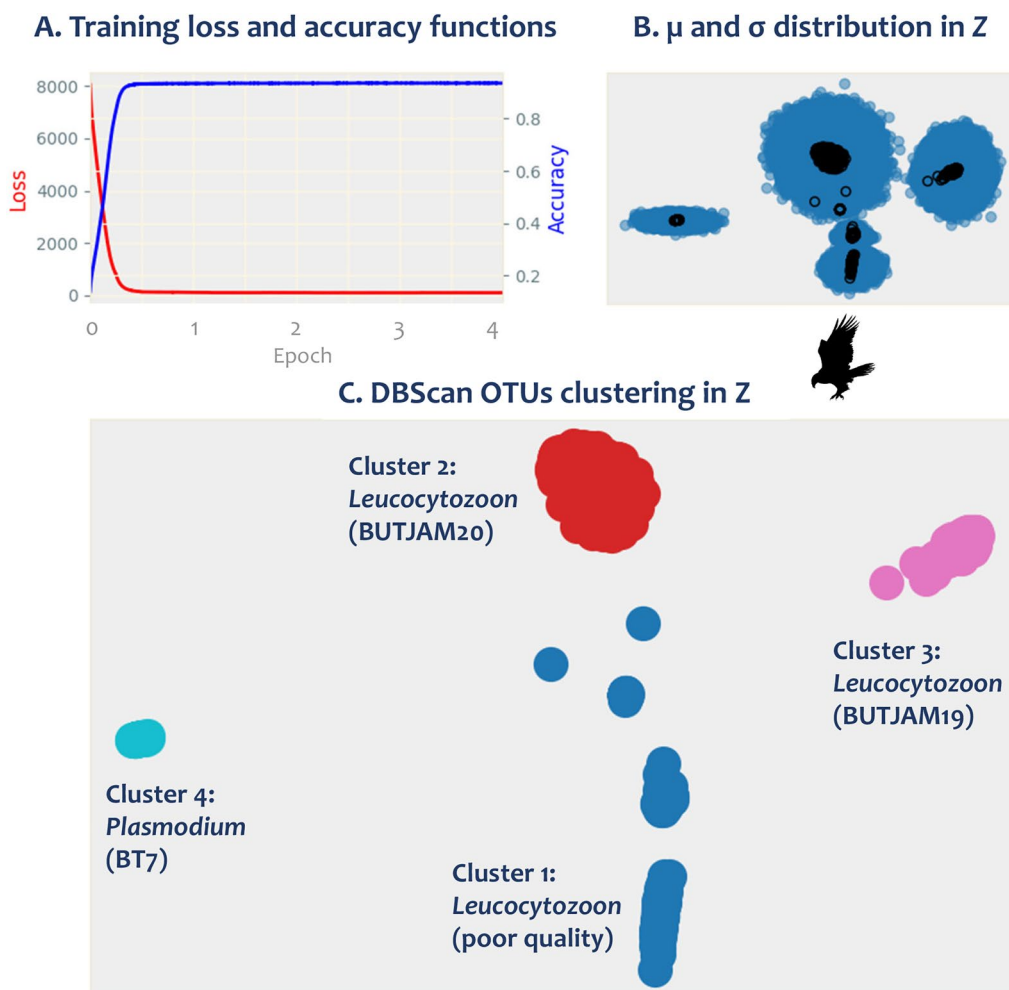 A. Training loss and accuracy functions
8000
6000
4000
2000
0
Loss
0.8
0.6
0.4
0.2
Accuracy
0 1 2 3 4
Epoch
B. μ and σ distribution in Z
C. DBScan OTUs clustering in Z
Cluster 2:
Leucocytozoon
(BUTJAM20)
Cluster 3:
Leucocytozoon
(BUTJAM19)
Cluster 4:
Plasmodium
(BT7)
Cluster 1:
Leucocytozoon
(poor quality)